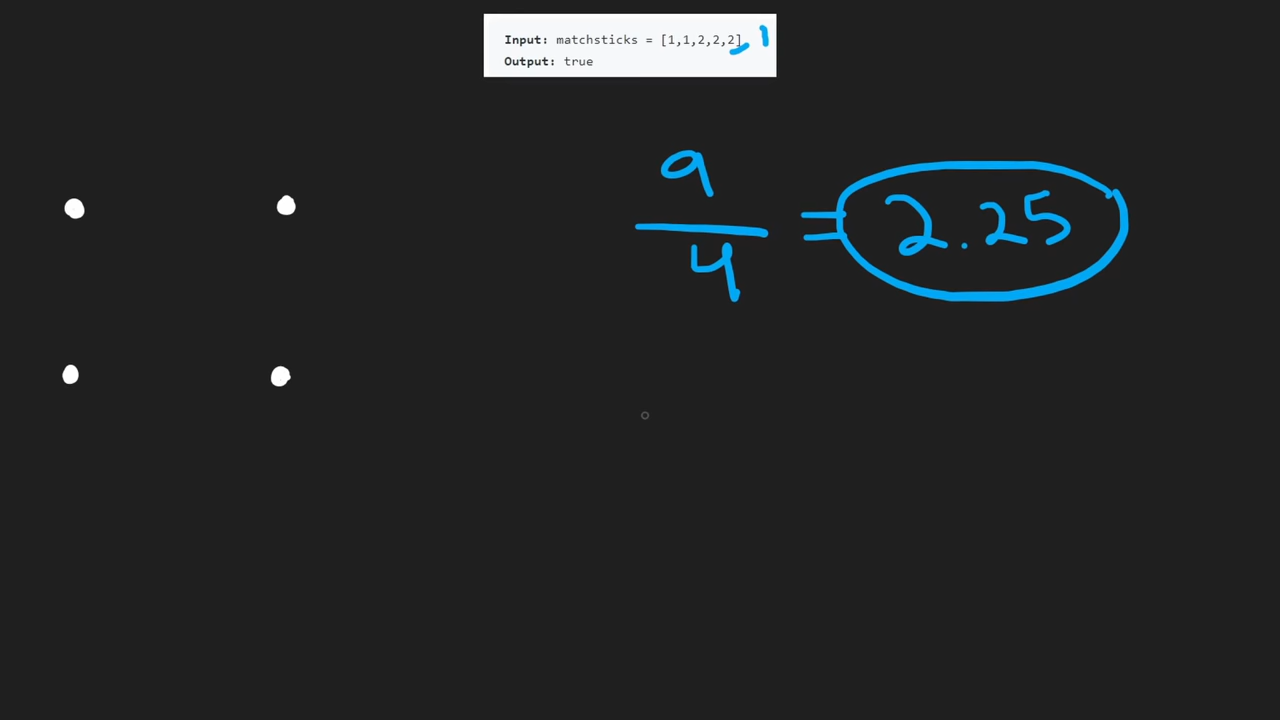 Input: matchsticks = [1,1,2,2,2], 1
Output: true
9
4
= 2.25